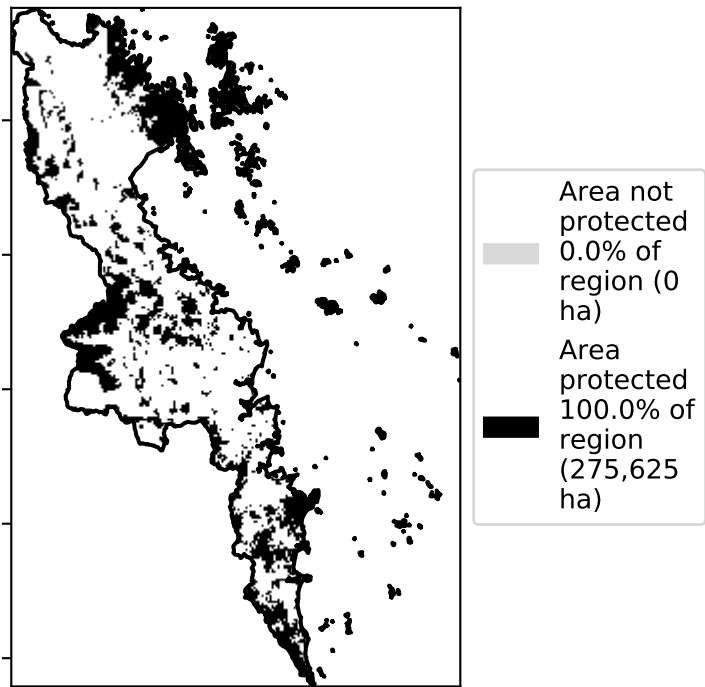 Area not
protected
0.0% of
region (0
ha)
Area
protected
100.0% of
region
(275,625
ha)